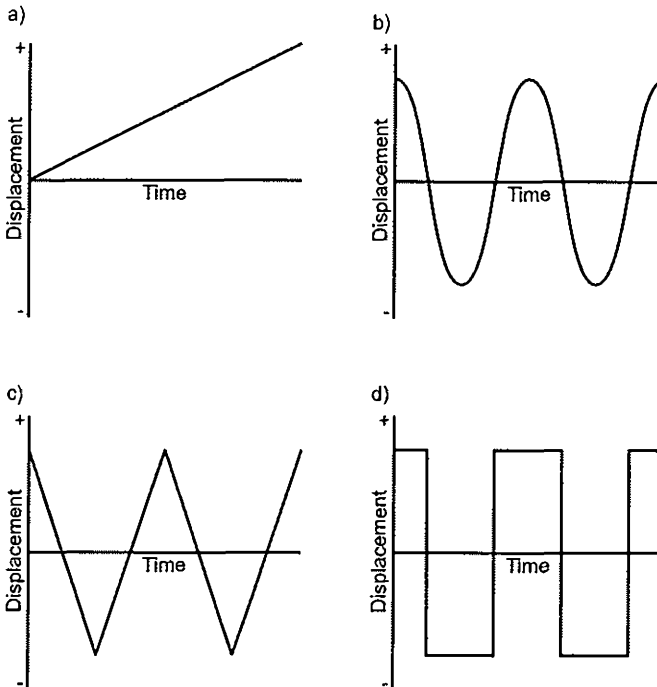 a)
+
Displacement
Time
-
b)
+
Displacement
Time
-
c)
+
Displacement
Time
-
d)
+
Displacement
Time
-